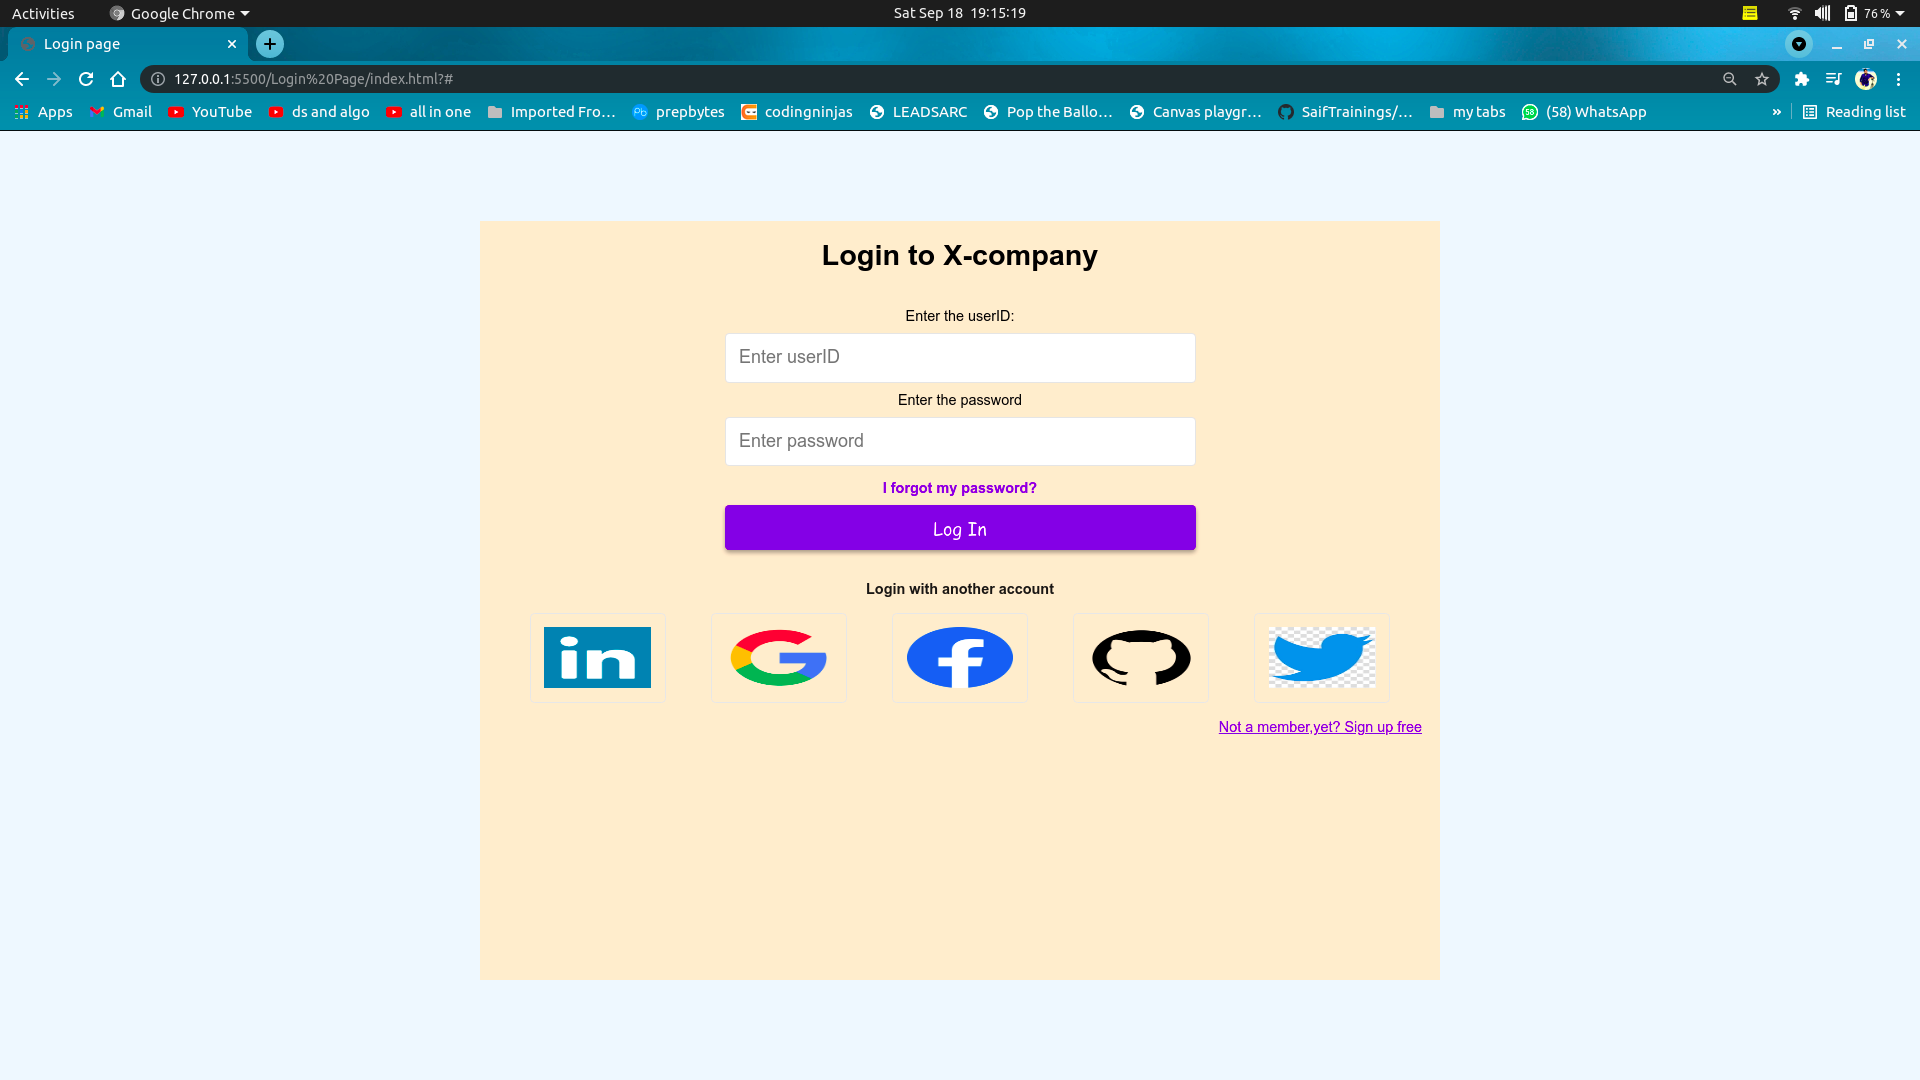 Activities Google Chrome Sat Sep 18 19:15:19 76 %
Login page
127.0.0.1:5500/Login%20Page/index.html?#
Apps Gmail YouTube ds and algo all in one Imported Fro… prepbytes codingninjas LEADSARC Pop the Ballo… Canvas playgr… SaifTrainings/… my tabs (58) WhatsApp » Reading list
Login to X-company
Enter the userID:
Enter userID
Enter the password
Enter password
I forgot my password?
Log In
Login with another account
in G f
Not a member,yet? Sign up free